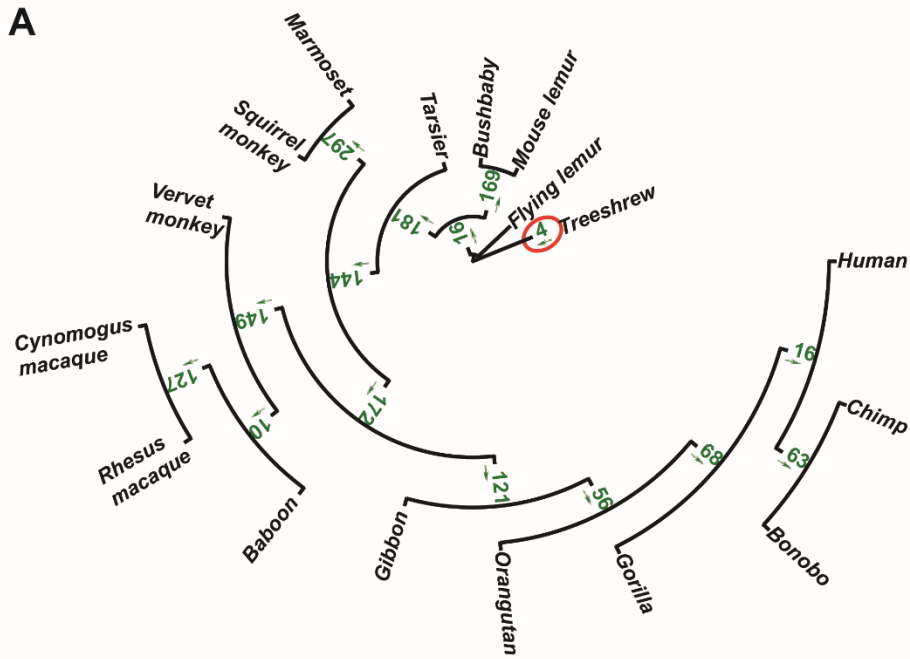 A
Marmoset
Squirrel
monkey
297
Tarsier
Bushbaby
Mouse lemur
169
Flying lemur
4
Treeshrew
16
181
144
Vervet
monkey
149
172
Cynomogus
macaque
127
10
Rhesus
macaque
Baboon
121
Gibbon
56
Orangutan
68
Gorilla
Human
16
Chimp
63
Bonobo